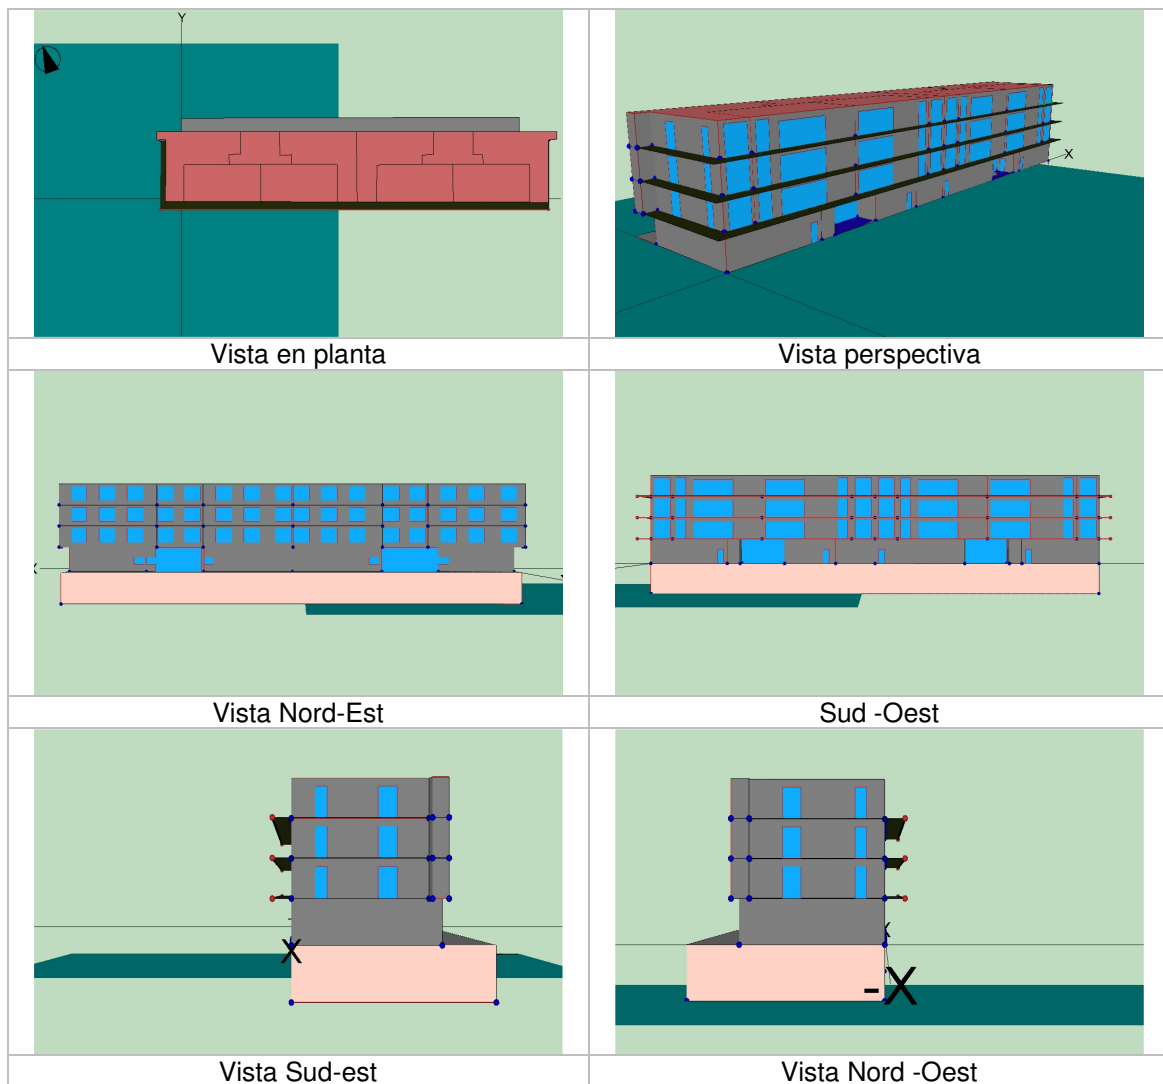 Y
X
Vista en planta
Vista perspectiva
Vista Nord-Est
Sud -Oest
X
-X
Vista Sud-est
Vista Nord -Oest